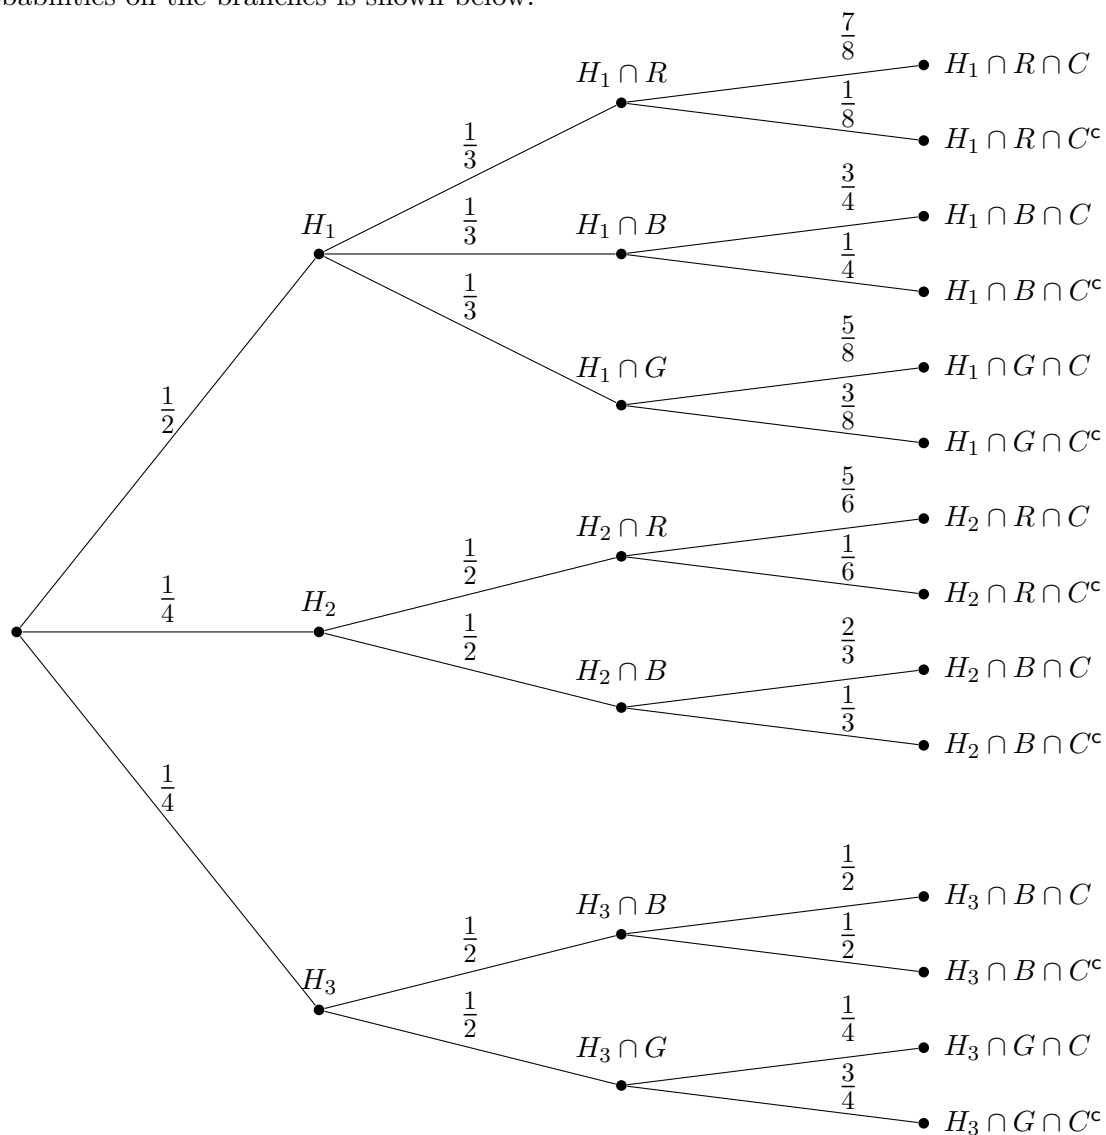 babilities on the branches is shown below.
7/8
H₁ ∩ R
H₁ ∩ R ∩ C
1/8
H₁ ∩ R ∩ Cᶜ
1/3
3/4
H₁
1/3
H₁ ∩ B
H₁ ∩ B ∩ C
1/4
H₁ ∩ B ∩ Cᶜ
1/3
5/8
H₁ ∩ G
H₁ ∩ G ∩ C
3/8
H₁ ∩ G ∩ Cᶜ
1/2
5/6
H₂ ∩ R
H₂ ∩ R ∩ C
1/6
H₂ ∩ R ∩ Cᶜ
1/2
1/4
H₂
1/2
2/3
H₂ ∩ B
H₂ ∩ B ∩ C
1/3
H₂ ∩ B ∩ Cᶜ
1/4
1/2
H₃ ∩ B
H₃ ∩ B ∩ C
1/2
1/2
H₃ ∩ B ∩ Cᶜ
H₃
1/2
1/4
H₃ ∩ G
H₃ ∩ G ∩ C
3/4
H₃ ∩ G ∩ Cᶜ